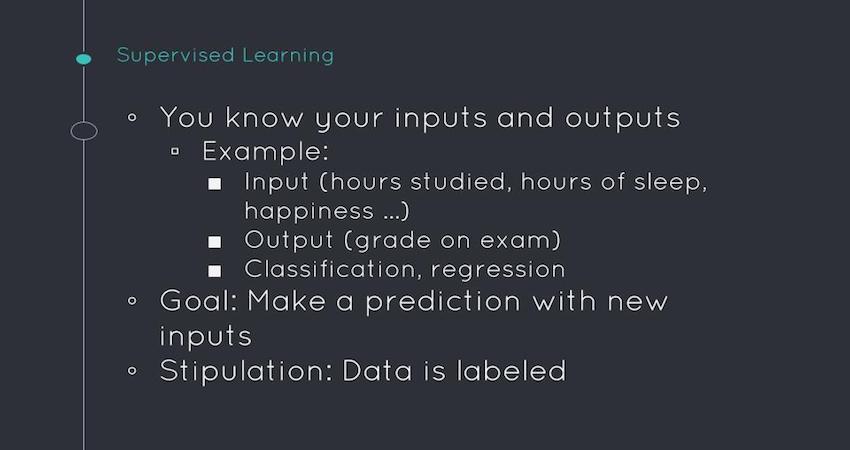 Supervised Learning
You know your inputs and outputs
Example:
Input (hours studied, hours of sleep,
happiness ...)
Output (grade on exam)
Classification, regression
Goal: Make a prediction with new
inputs
Stipulation: Data is labeled